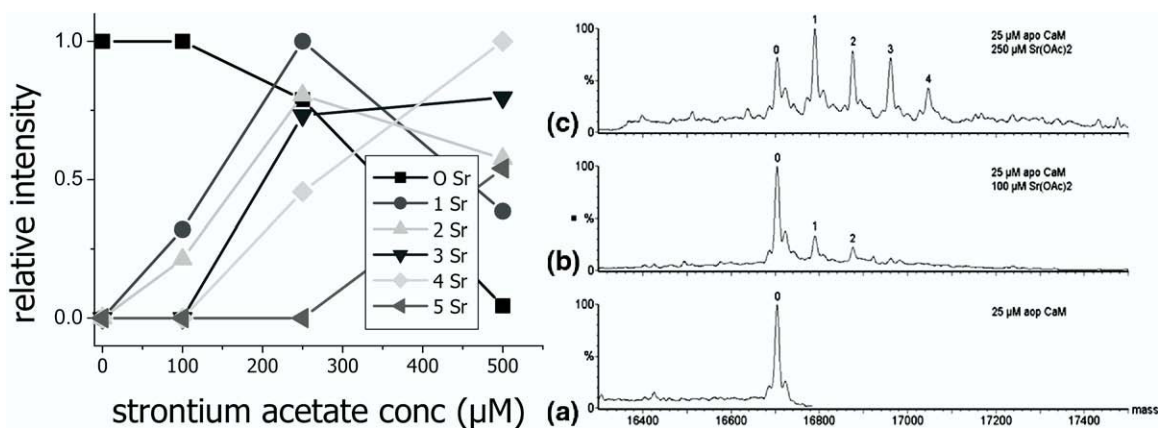 relative intensity
1.0
0.5
0.0
0 100 200 300 400 500
strontium acetate conc (µM)
O Sr
1 Sr
2 Sr
3 Sr
4 Sr
5 Sr
(c)
100
%
0
0 1 2 3 4
25 µM apo CaM
250 µM Sr(OAc)2
(b)
100
%
0
0 1 2
25 µM apo CaM
100 µM Sr(OAc)2
(a)
100
%
0
0
25 µM aop CaM
16400 16600 16800 17000 17200 17400 mass